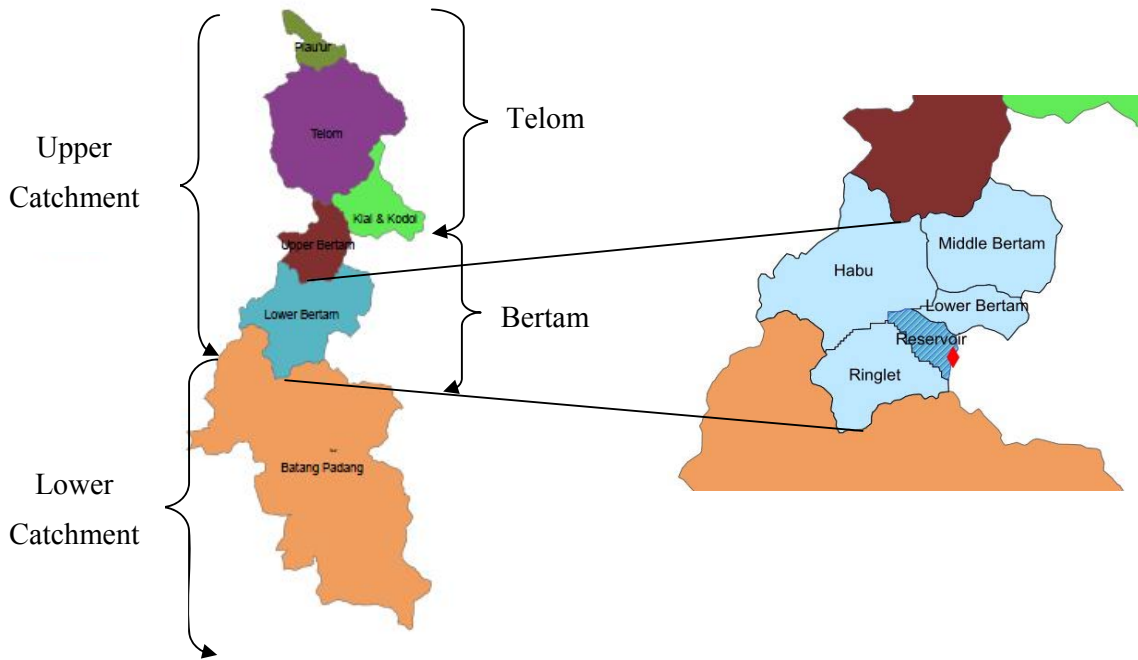 Plau'ur
Telom
Telom
Upper
Catchment
Klai & Kodol
Upper Bertam
Lower Bertam
Bertam
Lower
Catchment
Batang Padang
Middle Bertam
Habu
Lower Bertam
Reservoir
Ringlet